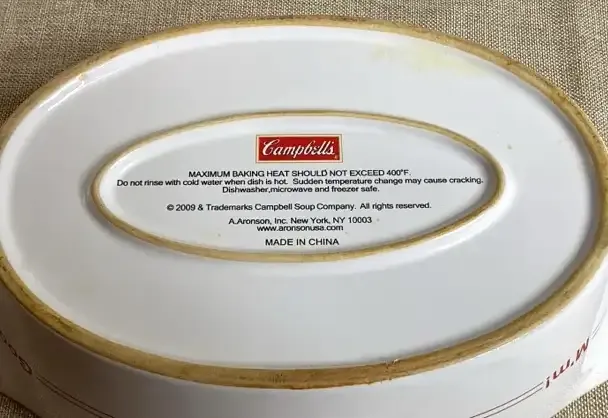 Campbell's
MAXIMUM BAKING HEAT SHOULD NOT EXCEED 400°F.
Do not rinse with cold water when dish is hot. Sudden temperature change may cause cracking.
Dishwasher,microwave and freezer safe.
© 2009 & Trademarks Campbell Soup Company. All rights reserved.
A.Aronson, Inc. New York, NY 10003
www.aronsonusa.com
MADE IN CHINA
M'm!